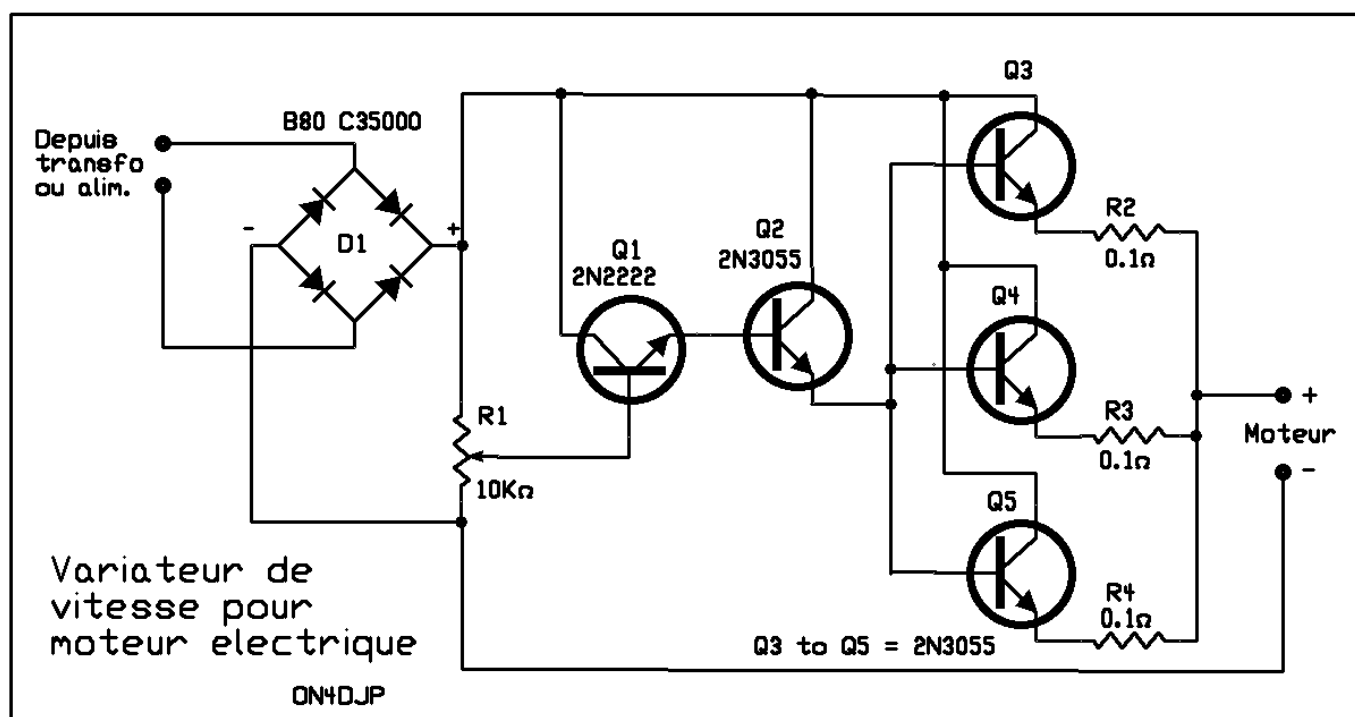 Q3
B80 C35000
Depuis
transfo
ou alim.
R2
-
+
D1
Q1
2N2222
Q2
2N3055
0.1Ω
Q4
R1
R3
+
Moteur
0.1Ω
-
10KΩ
Q5
Variateur de
vitesse pour
moteur electrique
R4
0.1Ω
Q3 to Q5 = 2N3055
ON4DJP